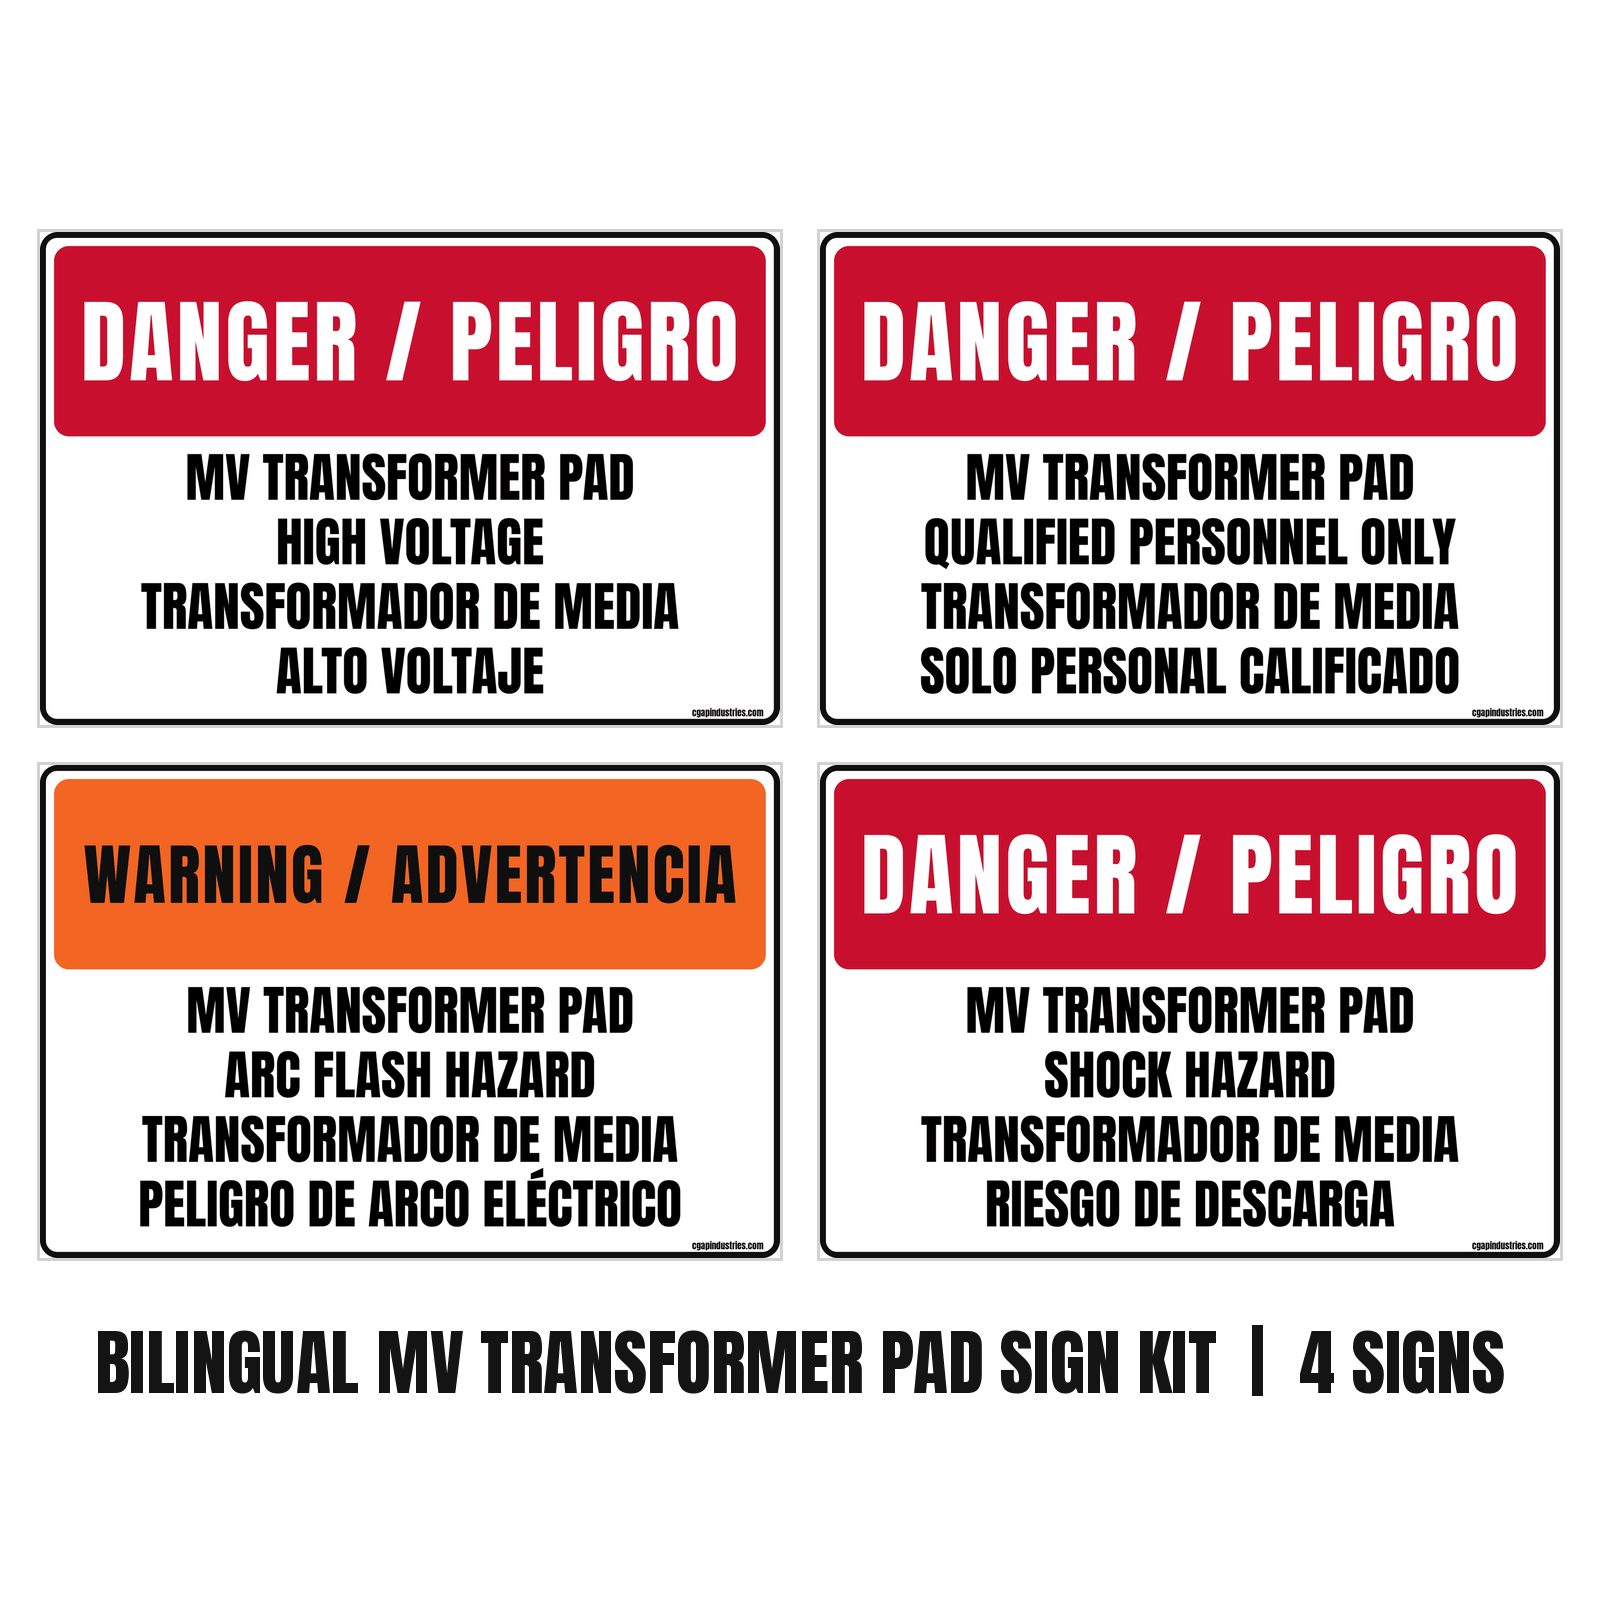 DANGER / PELIGRO
MV TRANSFORMER PAD
HIGH VOLTAGE
TRANSFORMADOR DE MEDIA
ALTO VOLTAJE
cgapindustries.com
DANGER / PELIGRO
MV TRANSFORMER PAD
QUALIFIED PERSONNEL ONLY
TRANSFORMADOR DE MEDIA
SOLO PERSONAL CALIFICADO
cgapindustries.com
WARNING / ADVERTENCIA
MV TRANSFORMER PAD
ARC FLASH HAZARD
TRANSFORMADOR DE MEDIA
PELIGRO DE ARCO ELÉCTRICO
cgapindustries.com
DANGER / PELIGRO
MV TRANSFORMER PAD
SHOCK HAZARD
TRANSFORMADOR DE MEDIA
RIESGO DE DESCARGA
cgapindustries.com
BILINGUAL MV TRANSFORMER PAD SIGN KIT | 4 SIGNS